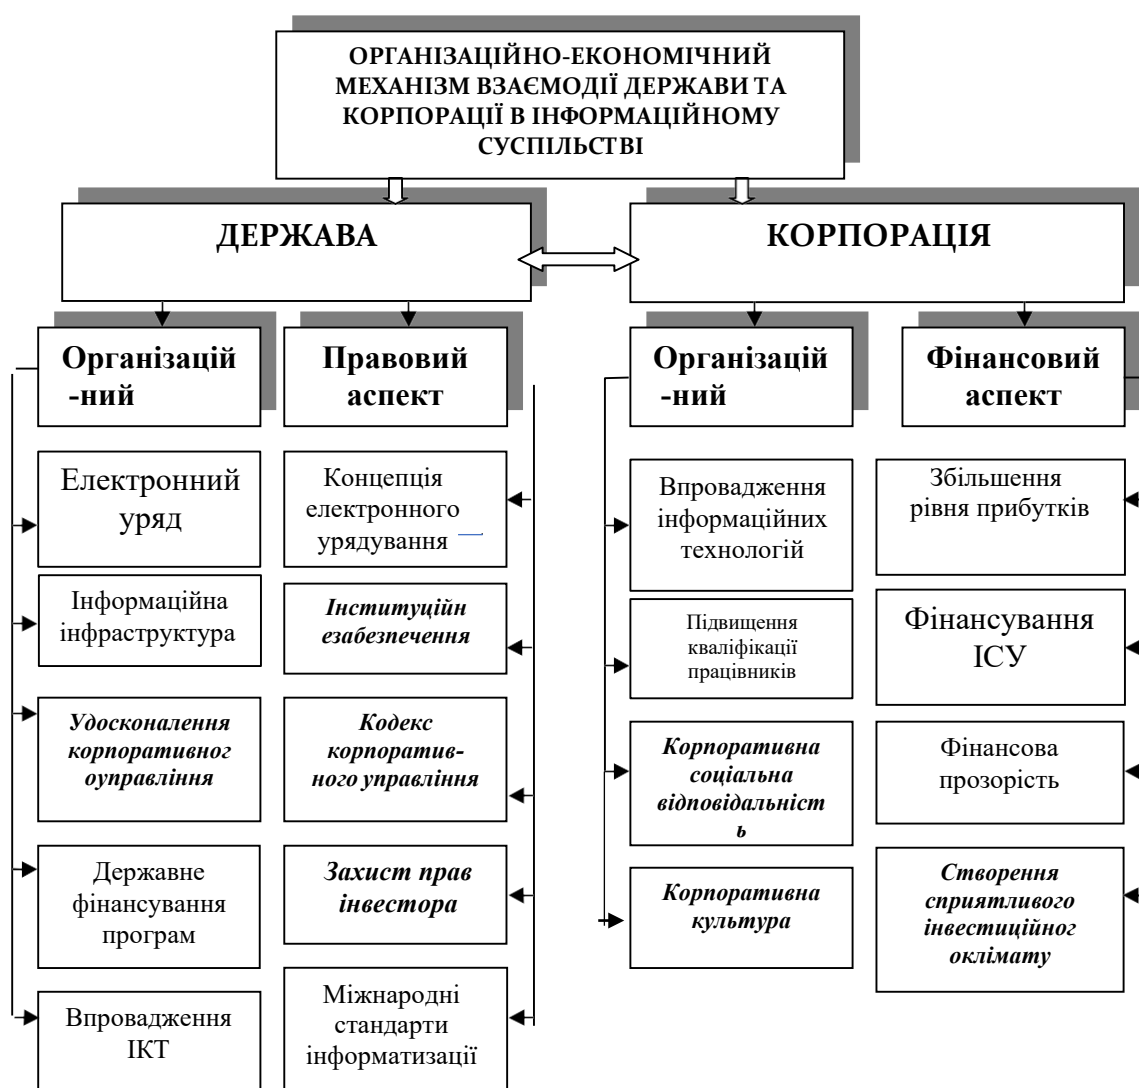 ОРГАНІЗАЦІЙНО-ЕКОНОМІЧНИЙ
МЕХАНІЗМ ВЗАЄМОДІЇ ДЕРЖАВИ ТА
КОРПОРАЦІЇ В ІНФОРМАЦІЙНОМУ
СУСПІЛЬСТВІ
ДЕРЖАВА
КОРПОРАЦІЯ
Організацій
-ний
Правовий
аспект
Організацій
-ний
Фінансовий
аспект
Електронний
уряд
Інформаційна
інфраструктура
Удосконалення
корпоративног
оуправління
Державне
фінансування
програм
Впровадження
ІКТ
Концепція
електронного
урядування
Інституційн
езабезпечення
Кодекс
корпоратив-
ного управління
Захист прав
інвестора
Міжнародні
стандарти
інформатизації
Впровадження
інформаційних
технологій
Підвищення
кваліфікації
працівників
Корпоративна
соціальна
відповідальніст
ь
Корпоративна
культура
Збільшення
рівня прибутків
Фінансування
ІСУ
Фінансова
прозорість
Створення
сприятливого
інвестиційног
оклімату